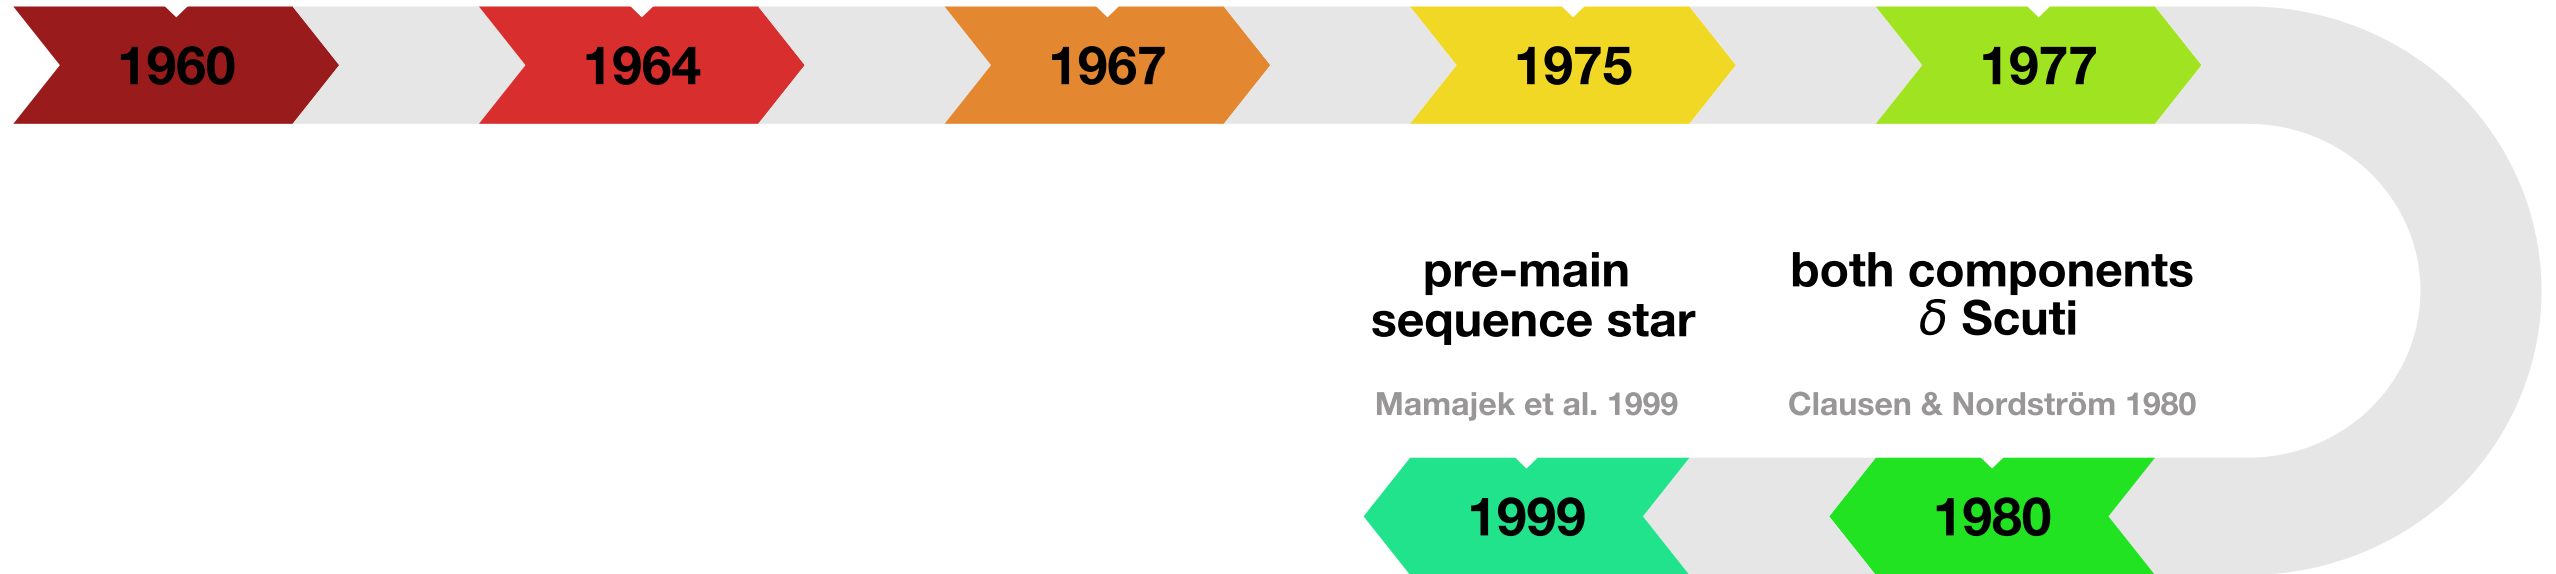 1960
1964
1967
1975
1977
both components
δ Scuti
Clausen & Nordström 1980
1980
pre-main
sequence star
Mamajek et al. 1999
1999